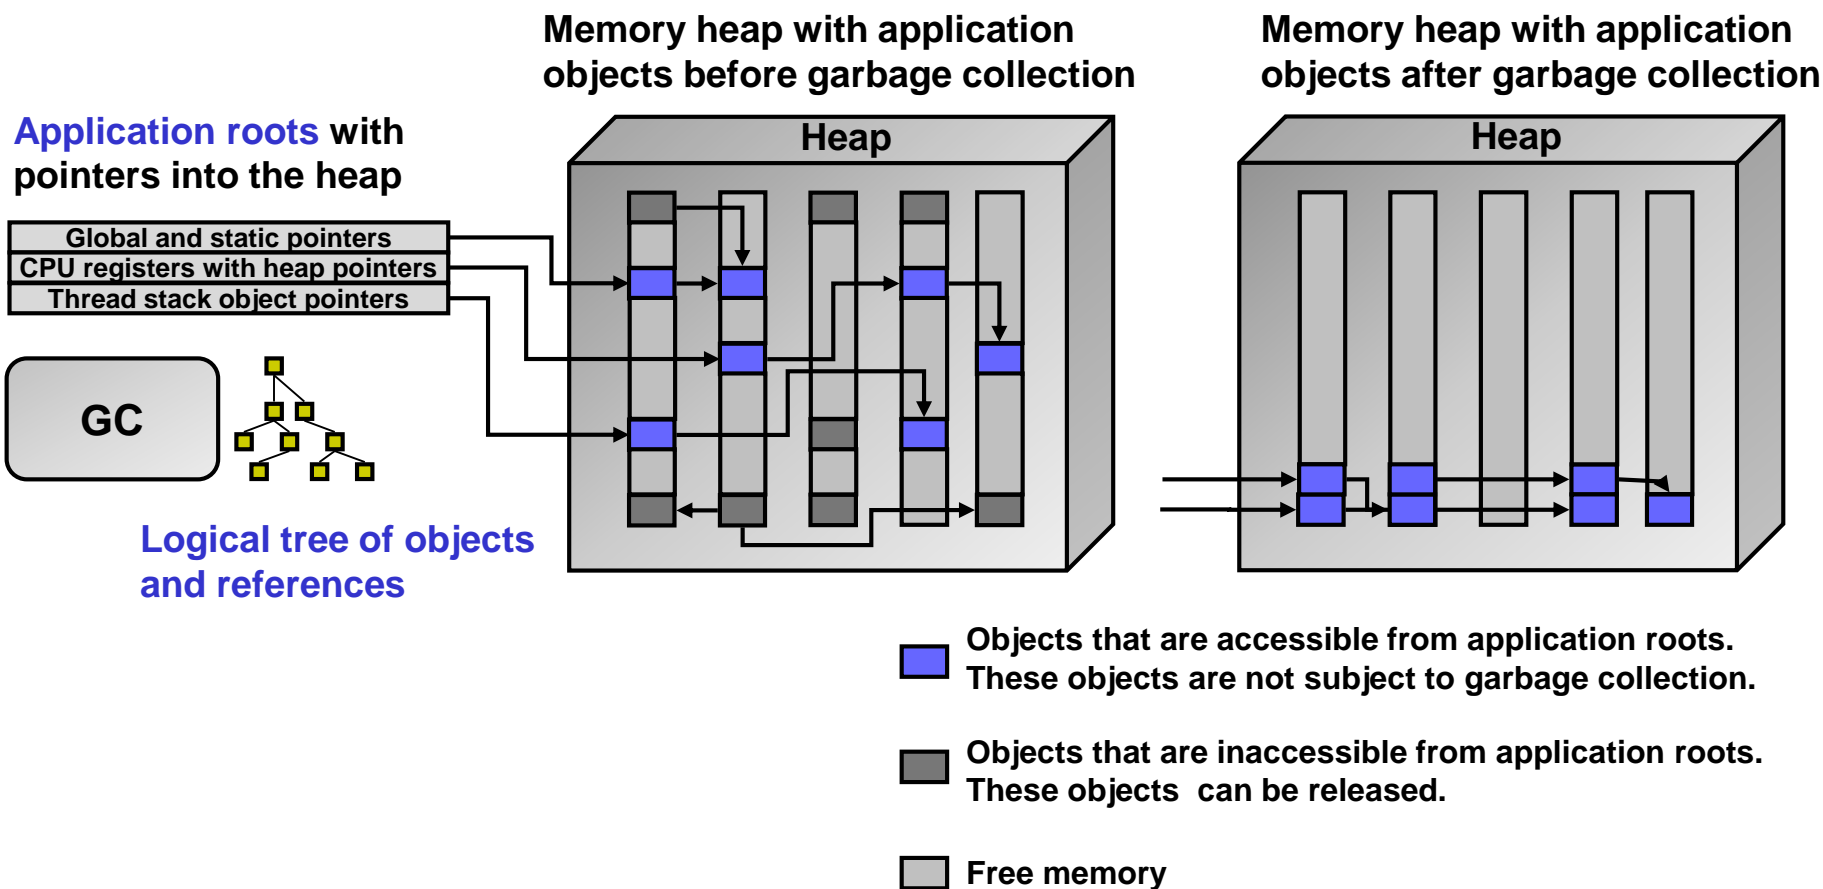 Memory heap with application
objects before garbage collection
Memory heap with application
objects after garbage collection
Application roots with
pointers into the heap
Heap
Heap
Global and static pointers
CPU registers with heap pointers
Thread stack object pointers
GC
Logical tree of objects
and references
Objects that are accessible from application roots.
These objects are not subject to garbage collection.
Objects that are inaccessible from application roots.
These objects  can be released.
Free memory